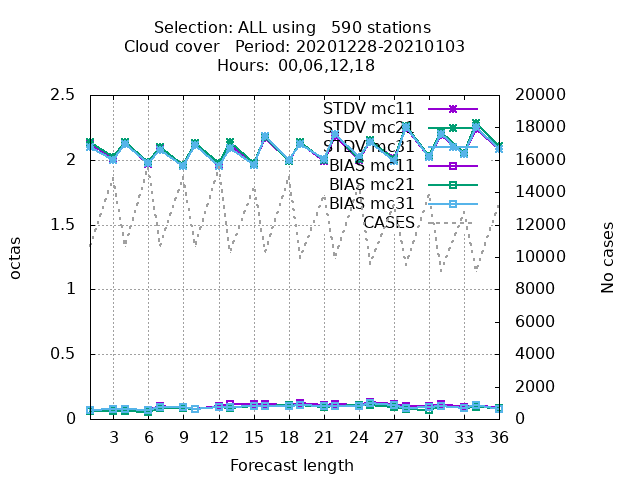 Selection: ALL using   590 stations
Cloud cover   Period: 20201228-20210103
Hours:  00,06,12,18
2.5
2
1.5
1
0.5
0
octas
20000
18000
16000
14000
12000
10000
8000
6000
4000
2000
0
No cases
STDV mc11
STDV mc21
STDV mc31
BIAS mc11
BIAS mc21
BIAS mc31
CASES
3 6 9 12 15 18 21 24 27 30 33 36
Forecast length